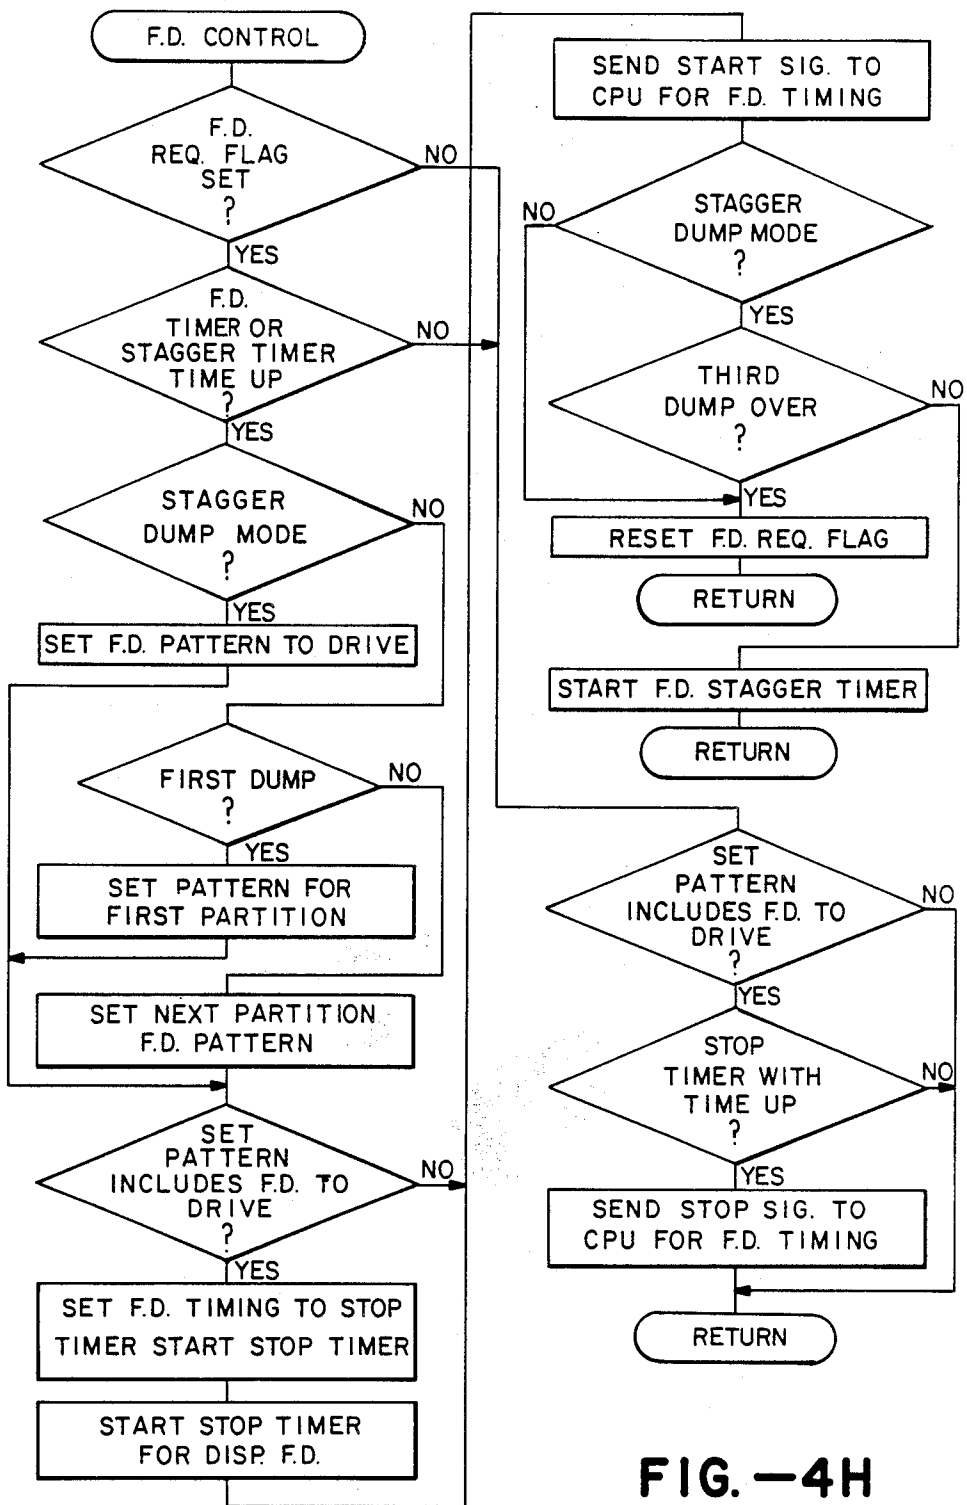 F.D. CONTROL
F.D.
REQ. FLAG
SET
?
NO
YES
F.D.
TIMER OR
STAGGER TIMER
TIME UP
?
NO
YES
STAGGER
DUMP MODE
?
NO
YES
SET F.D. PATTERN TO DRIVE
FIRST DUMP
?
NO
YES
SET PATTERN FOR
FIRST PARTITION
SET NEXT PARTITION
F.D. PATTERN
SET
PATTERN
INCLUDES F.D. TO
DRIVE
?
NO
YES
SET F.D. TIMING TO STOP
TIMER START STOP TIMER
START STOP TIMER
FOR DISP. F.D.
SEND START SIG. TO
CPU FOR F.D. TIMING
STAGGER
DUMP MODE
?
NO
YES
THIRD
DUMP OVER
?
NO
YES
RESET F.D. REQ. FLAG
RETURN
START F.D. STAGGER TIMER
RETURN
SET
PATTERN
INCLUDES F.D. TO
DRIVE
?
NO
YES
STOP
TIMER WITH
TIME UP
?
NO
YES
SEND STOP SIG. TO
CPU FOR F.D. TIMING
RETURN
FIG.—4H